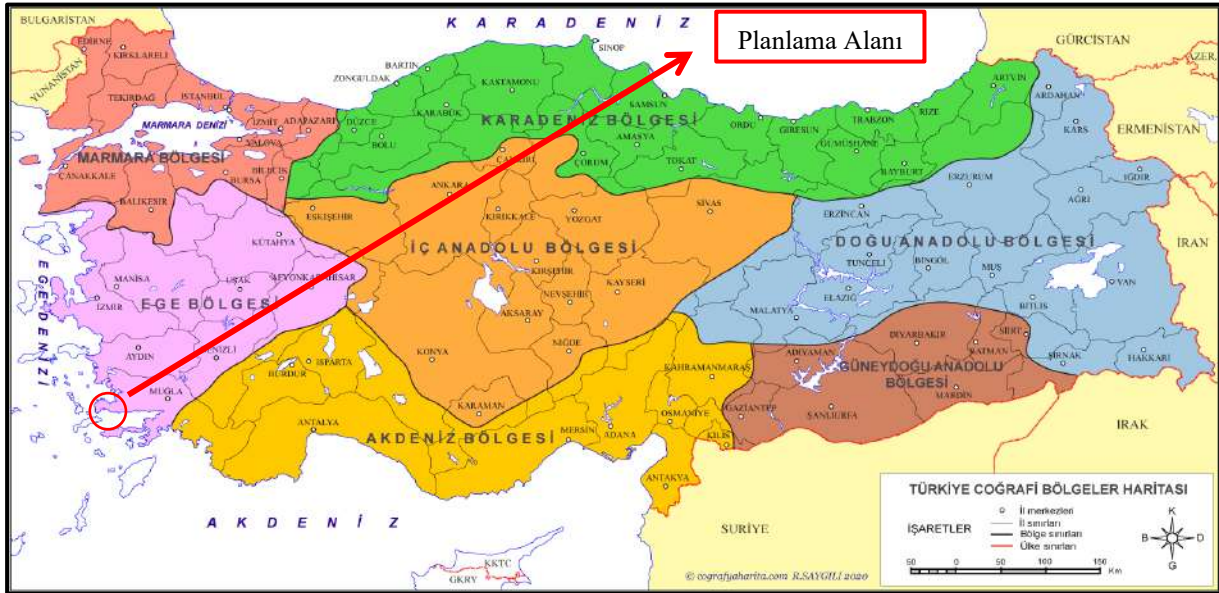 BULGARİSTAN
K A R A D E N İ Z
Planlama Alanı
GÜRCİSTAN
AZER.
YUNANİSTAN
EDİRNE
KIRKLARELİ
TEKİRDAĞ
İSTANBUL
MARMARA DENİZİ
İZMİT
ADAPAZARI
YALOVA
MARMARA BÖLGESİ
ÇANAKKALE
BURSA
BİLECİK
BALIKESİR
ZONGULDAK
BARTIN
KASTAMONU
SİNOP
KARABÜK
DÜZCE
BOLU
SAMSUN
KARADENİZ BÖLGESİ
AMASYA
ORDU
GİRESUN
TRABZON
RİZE
ARTVİN
ARDAHAN
KARS
ERMENİSTAN
GÜMÜŞHANE
TOKAT
ÇORUM
ÇANKIRI
BAYBURT
ERZURUM
IĞDIR
AĞRI
ANKARA
KIRIKKALE
YOZGAT
SİVAS
ERZİNCAN
ESKİŞEHİR
KÜTAHYA
İÇ ANADOLU BÖLGESİ
DOĞU ANADOLU BÖLGESİ
İRAN
TUNCELİ
BİNGÖL
MUŞ
VAN
KIRŞEHİR
NEVŞEHİR
KAYSERİ
AKSARAY
ELAZIĞ
BİTLİS
MALATYA
EGE DENİZİ
MANİSA
UŞAK
AFYONKARAHİSAR
İZMİR
EGE BÖLGESİ
AYDIN
DENİZLİ
MUĞLA
ISPARTA
BURDUR
KONYA
NİĞDE
KARAMAN
DİYARBAKIR
SİİRT
BATMAN
ŞIRNAK
HAKKARİ
ADIYAMAN
GÜNEYDOĞU ANADOLU
BÖLGESİ
MARDİN
KAHRAMANMARAŞ
GAZİANTEP
ŞANLIURFA
OSMANİYE
KİLİS
ANTALYA
AKDENİZ BÖLGESİ
MERSİN
ADANA
ANTAKYA
IRAK
SURİYE
A K D E N İ Z
KKTC
GKRY
TÜRKİYE COĞRAFİ BÖLGELER HARİTASI
İŞARETLER
İl merkezleri
İl sınırları
Bölge sınırları
Ülke sınırları
K
B
D
G
50 0 50 100 150
Km
© cografyaharita.com R.SAYGILI 2020